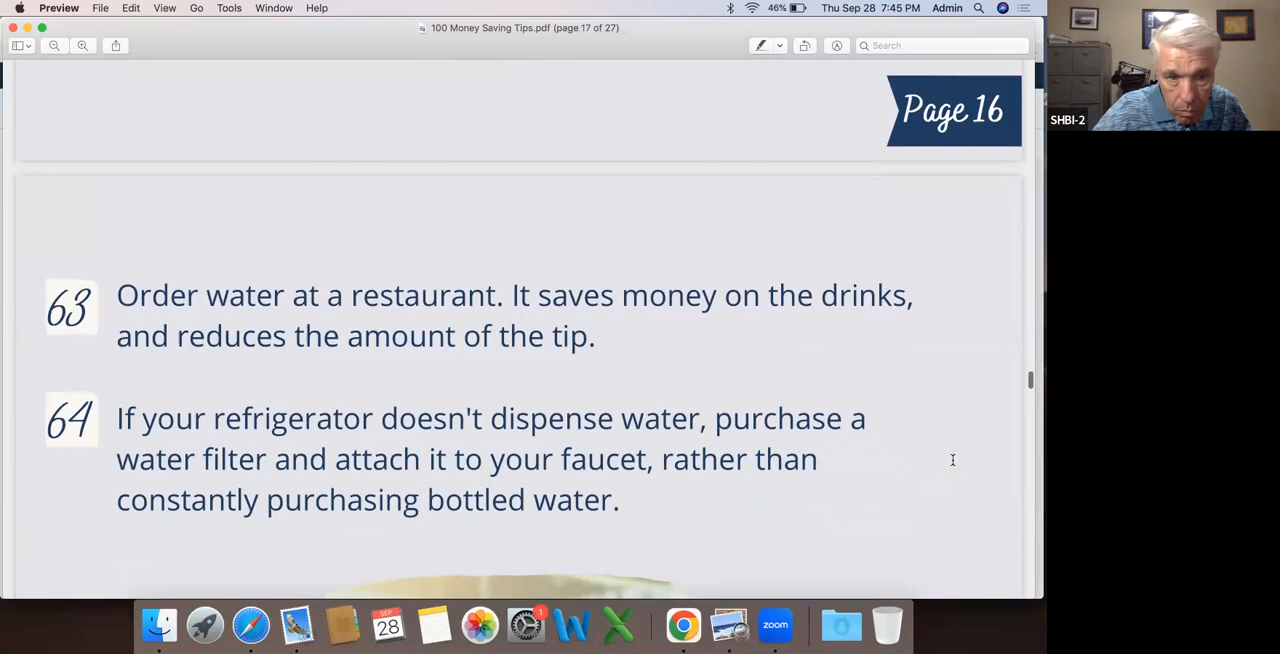 Preview File Edit View Go Tools Window Help 46% Thu Sep 28 7:45 PM Admin
100 Money Saving Tips.pdf (page 17 of 27)
Search
SHBI-2
Page 16
63 Order water at a restaurant. It saves money on the drinks,
and reduces the amount of the tip.
64 If your refrigerator doesn't dispense water, purchase a
water filter and attach it to your faucet, rather than
constantly purchasing bottled water.
SEP
28
1
W X zoom